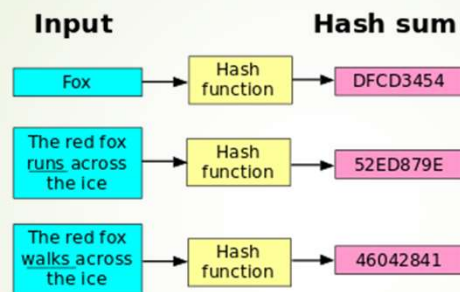 Input
Hash sum
Fox
Hash
function
DFCD3454
The red fox
runs across
the ice
Hash
function
52ED879E
The red fox
walks across
the ice
Hash
function
46042841